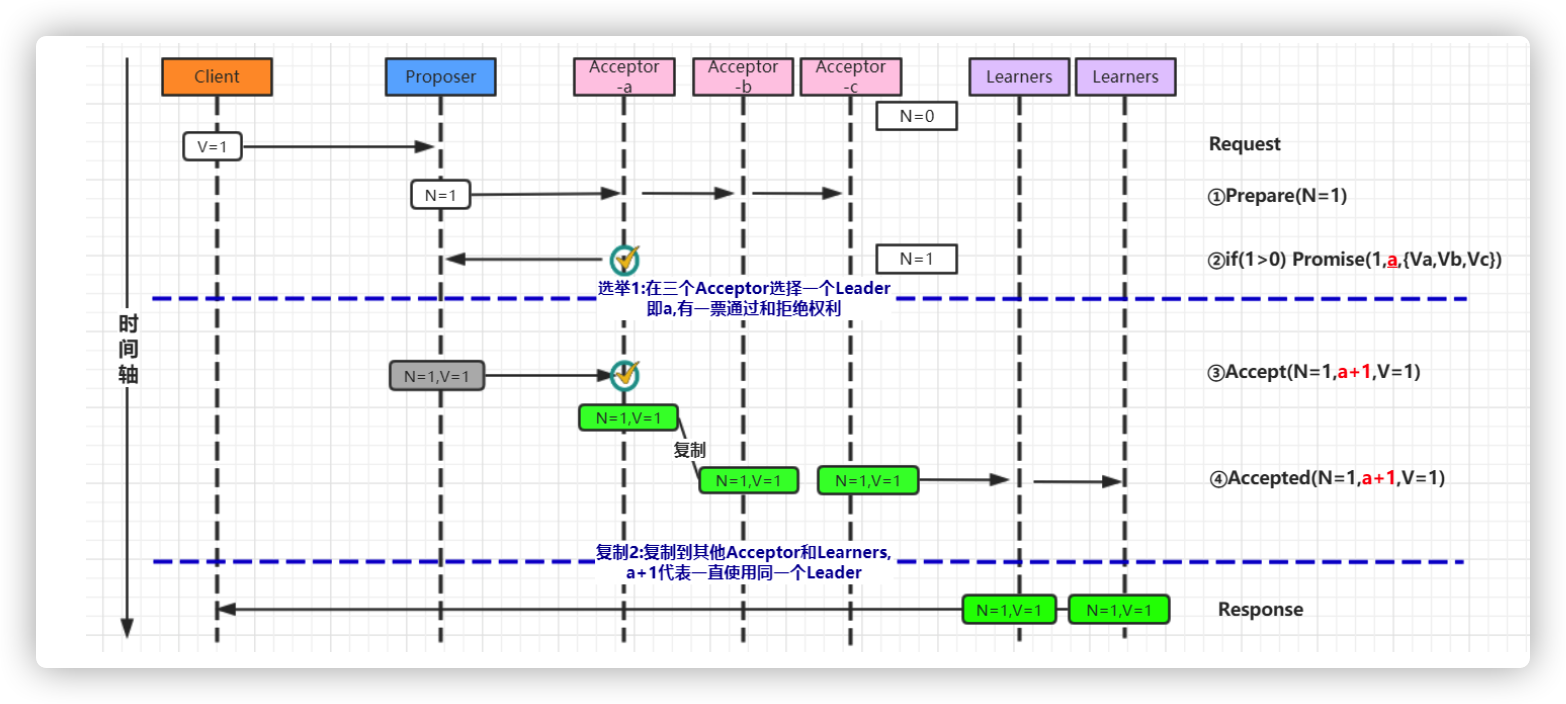 Client
Proposer
Acceptor
-a
Acceptor
-b
Acceptor
-c
Learners
Learners
N=0
V=1
Request
N=1
①Prepare(N=1)
N=1
②if(1>0) Promise(1,a,{Va,Vb,Vc})
选举1:在三个Acceptor选择一个Leader
即a,有一票通过和拒绝权利
时
间
轴
N=1,V=1
③Accept(N=1,a+1,V=1)
N=1,V=1
复制
N=1,V=1
N=1,V=1
④Accepted(N=1,a+1,V=1)
复制2:复制到其他Acceptor和Learners,
a+1代表一直使用同一个Leader
N=1,V=1
N=1,V=1
Response